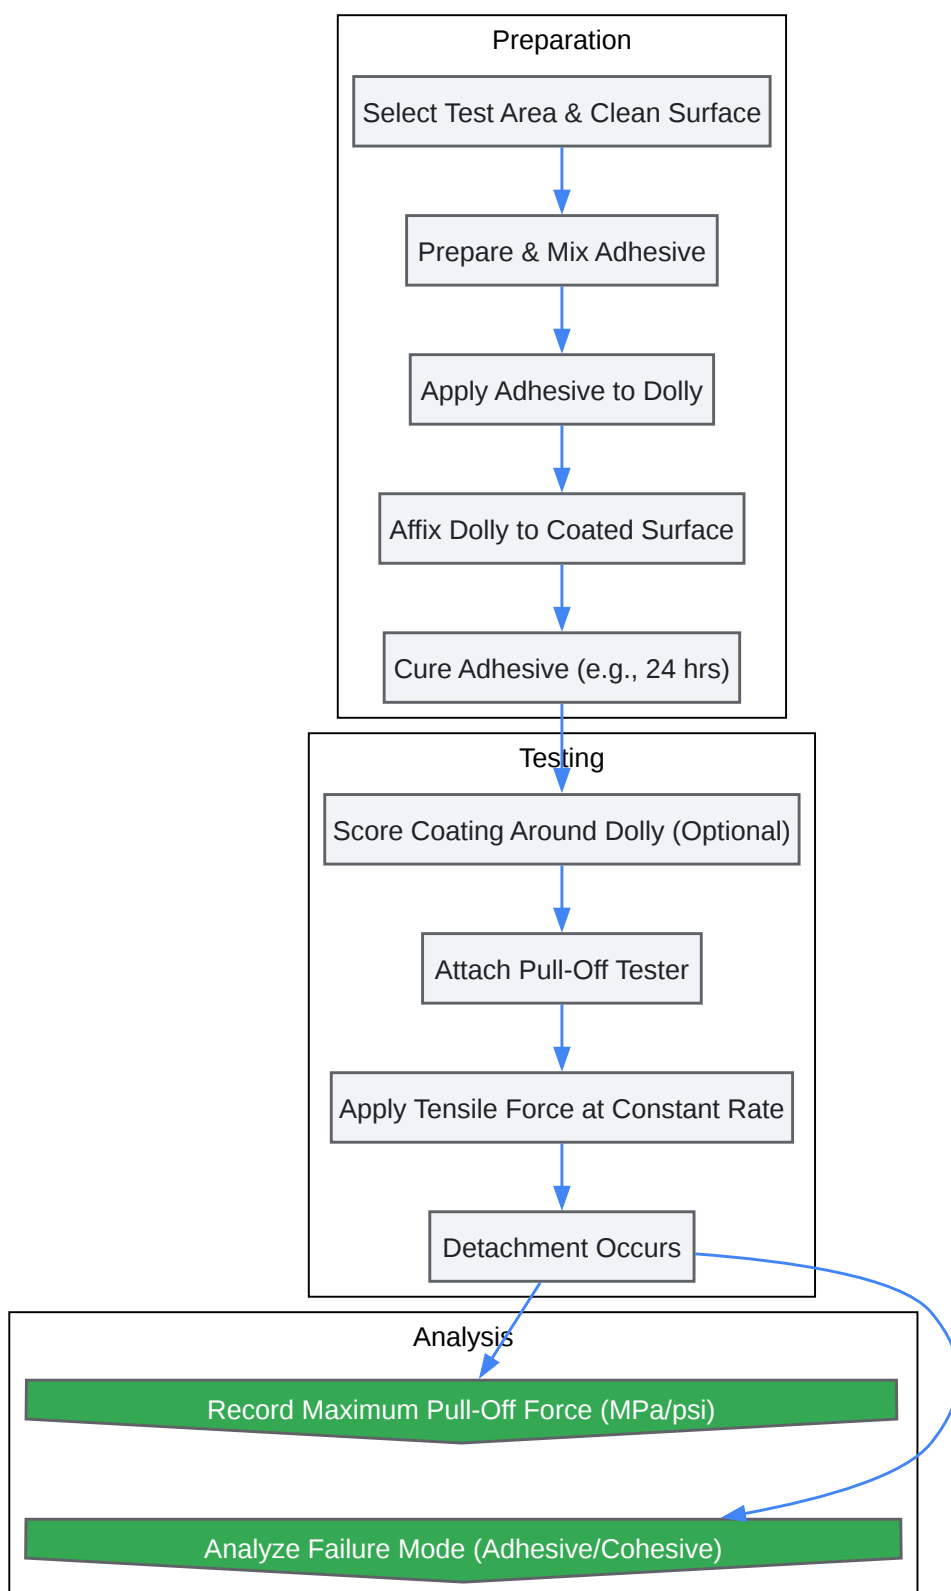 Preparation
Select Test Area & Clean Surface
Prepare & Mix Adhesive
Apply Adhesive to Dolly
Affix Dolly to Coated Surface
Cure Adhesive (e.g., 24 hrs)
Testing
Score Coating Around Dolly (Optional)
Attach Pull-Off Tester
Apply Tensile Force at Constant Rate
Detachment Occurs
Analysis
Record Maximum Pull-Off Force (MPa/psi)
Analyze Failure Mode (Adhesive/Cohesive)